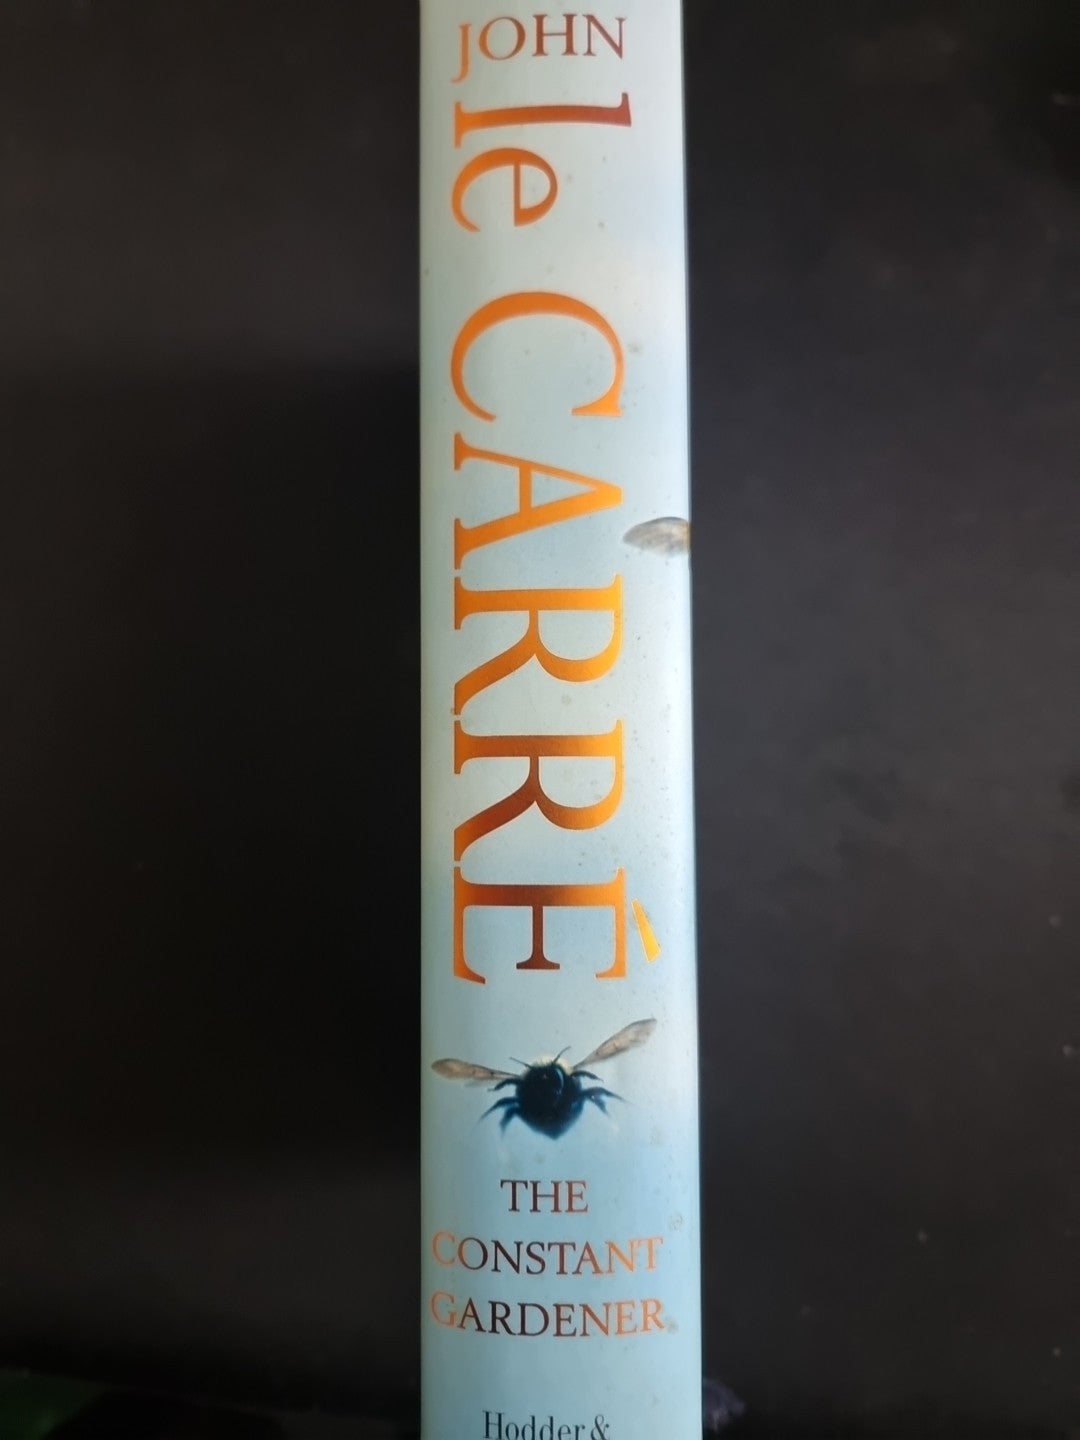 JOHN
le CARRÉ
THE
CONSTANT
GARDENER
Hodder &